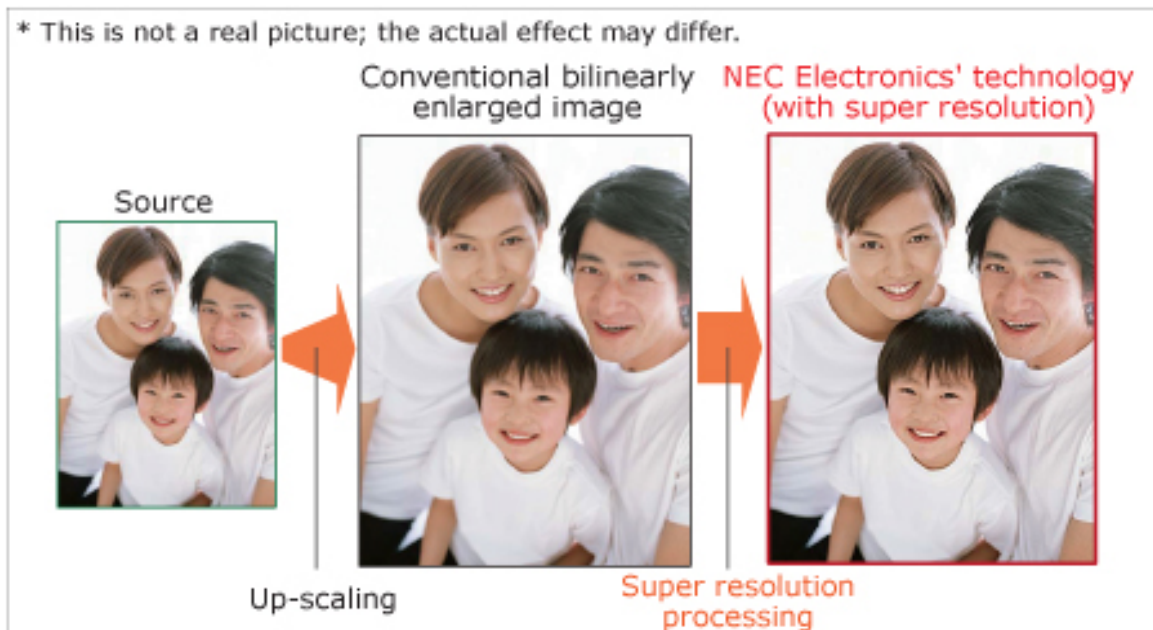 * This is not a real picture; the actual effect may differ.
Conventional bilinearly
enlarged image
NEC Electronics' technology
(with super resolution)
Source
Up-scaling
Super resolution
processing